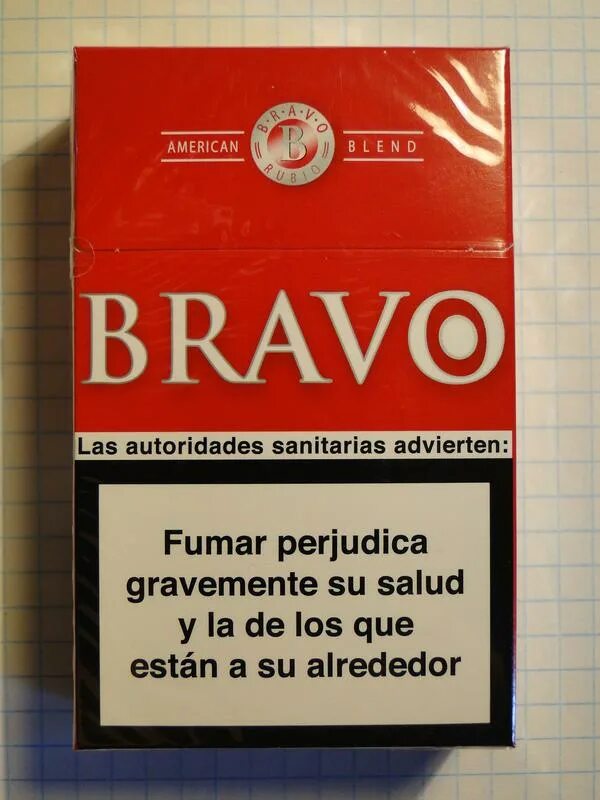 B·R·A·V·O
AMERICAN B BLEND
RUBIO
BRAVO
Las autoridades sanitarias advierten:
Fumar perjudica
gravemente su salud
y la de los que
están a su alrededor